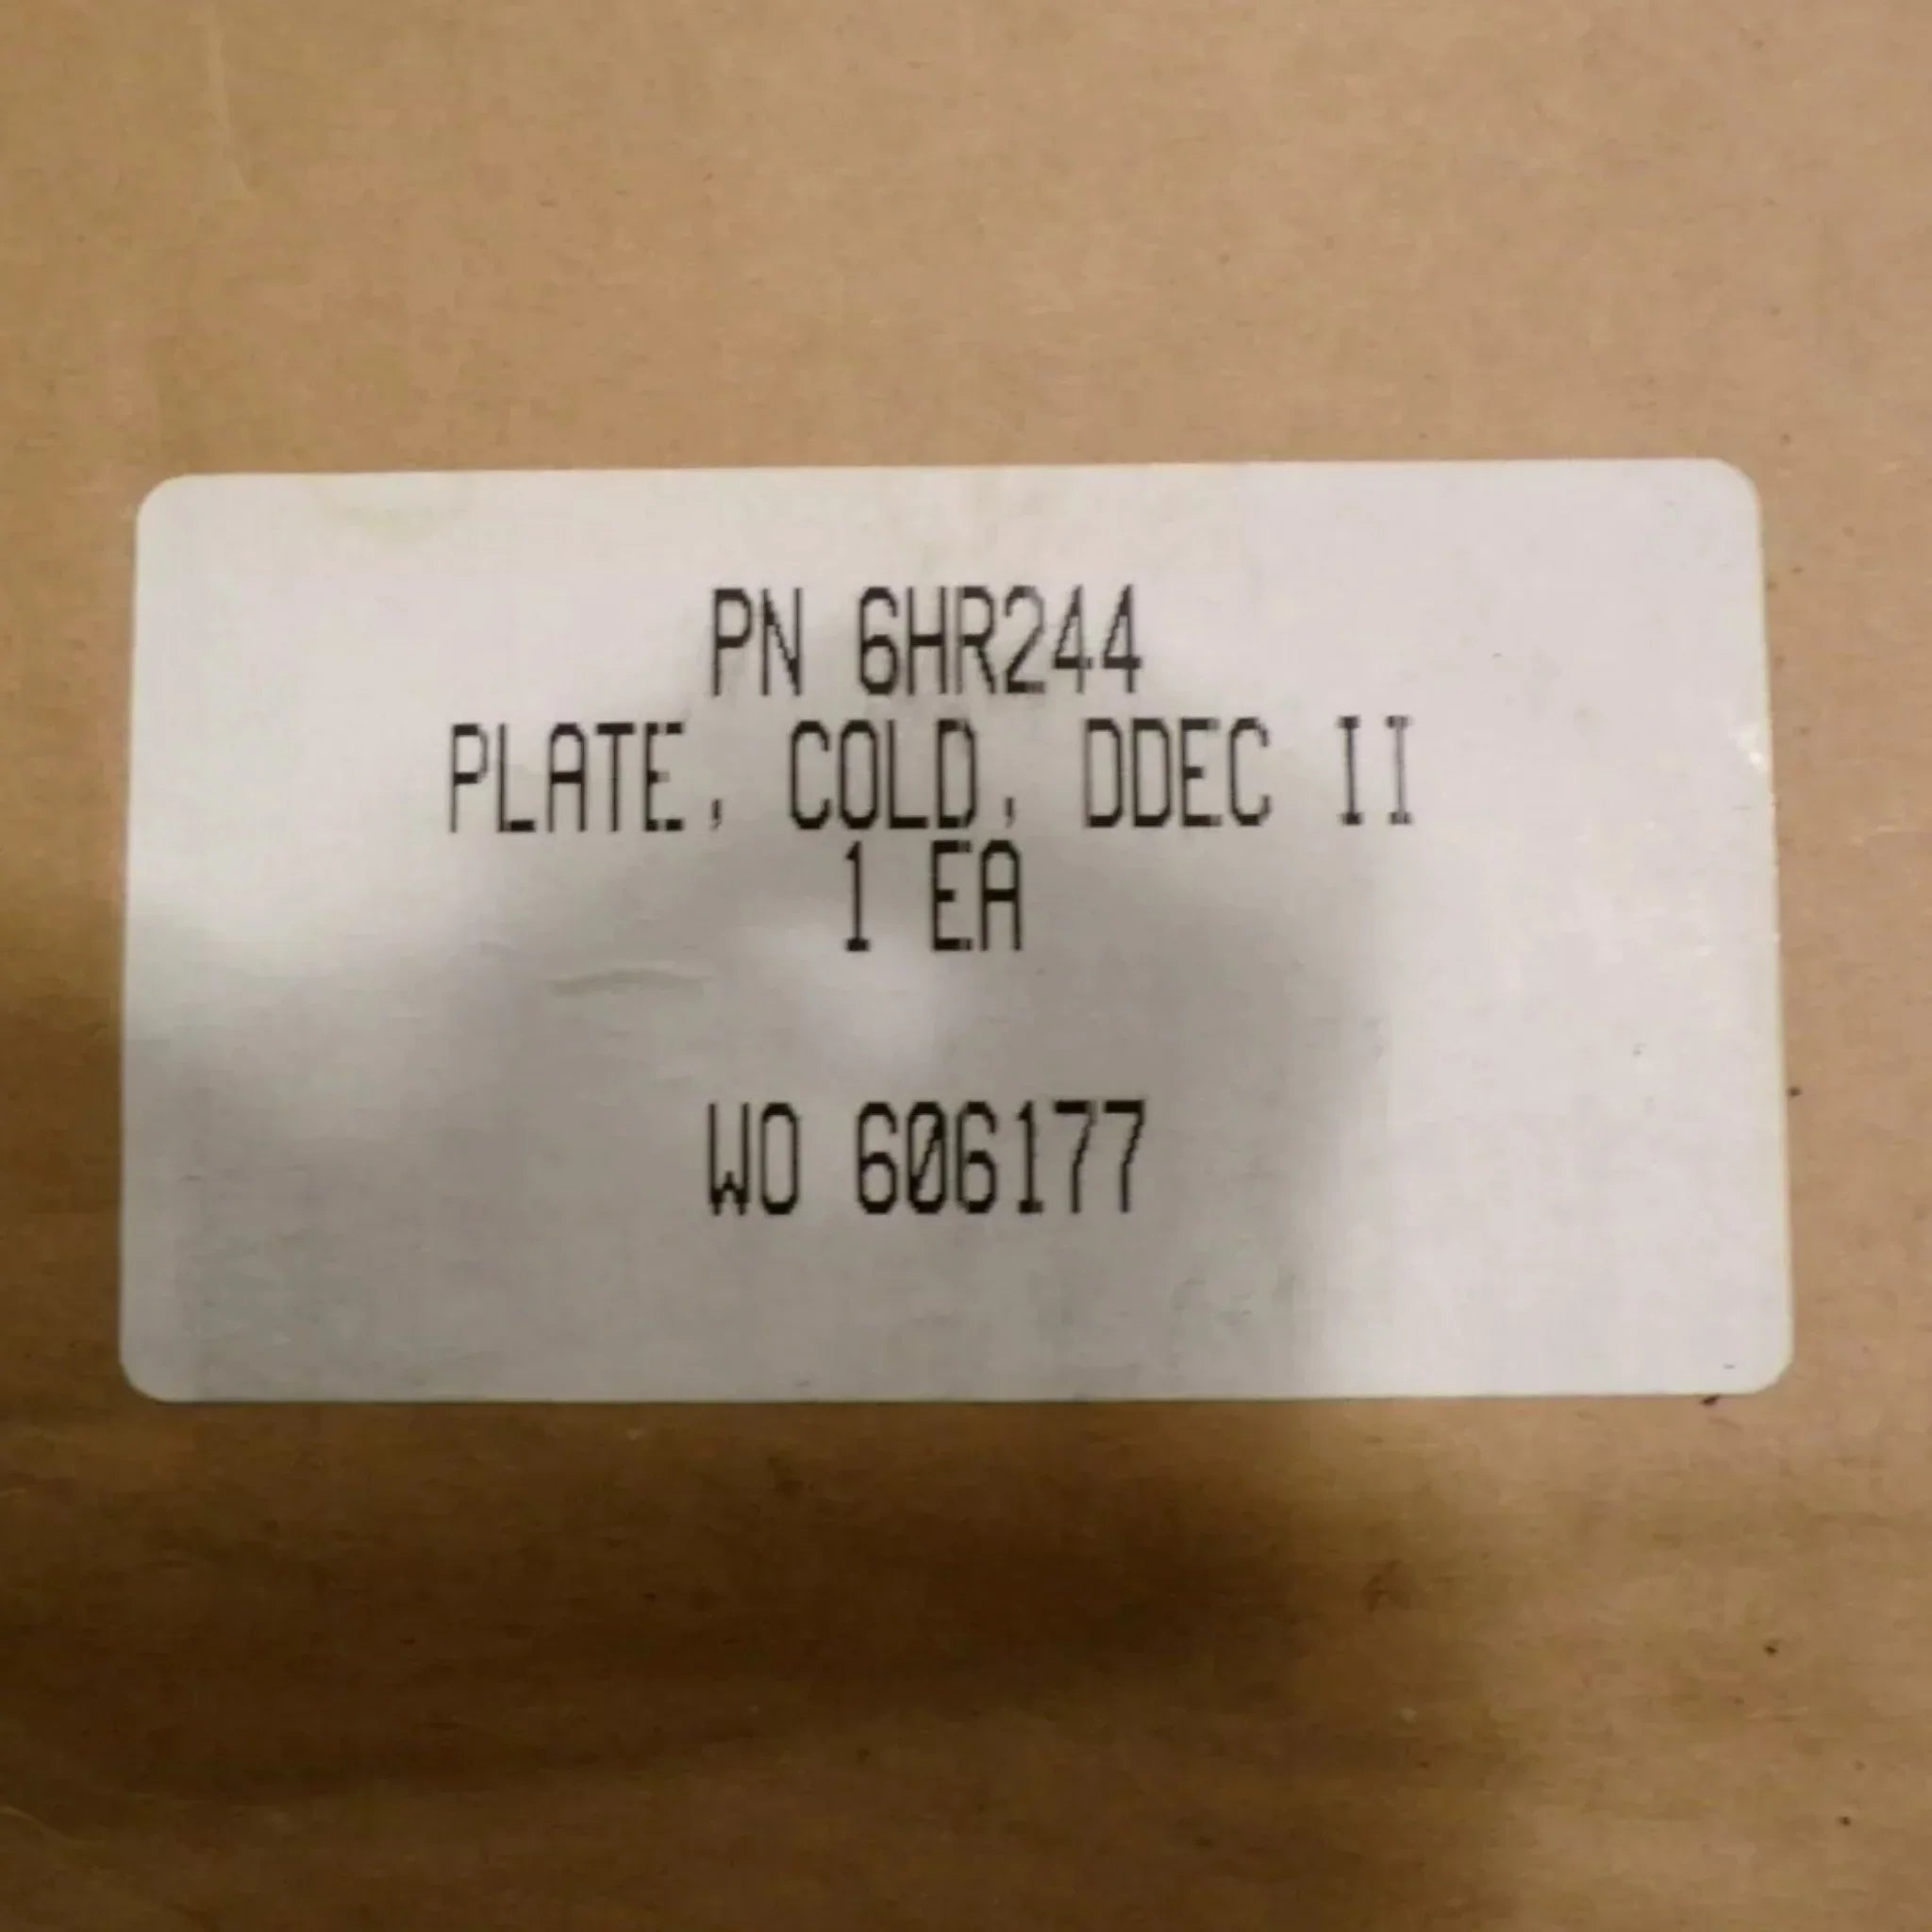 PN 6HR244
PLATE, COLD, DDEC II
1 EA
WO 606177